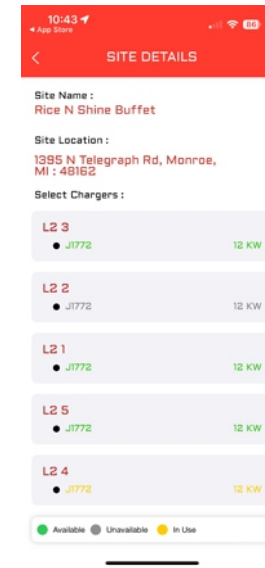 10:43
86
◀ App Store
SITE DETAILS
Site Name :
Rice N Shine Buffet
Site Location :
1395 N Telegraph Rd, Monroe,
MI : 48162
Select Chargers :
L2 3
J1772 12 KW
L2 2
J1772 12 KW
L2 1
J1772 12 KW
L2 5
J1772 12 KW
L2 4
J1772 12 KW
Available Unavailable In Use